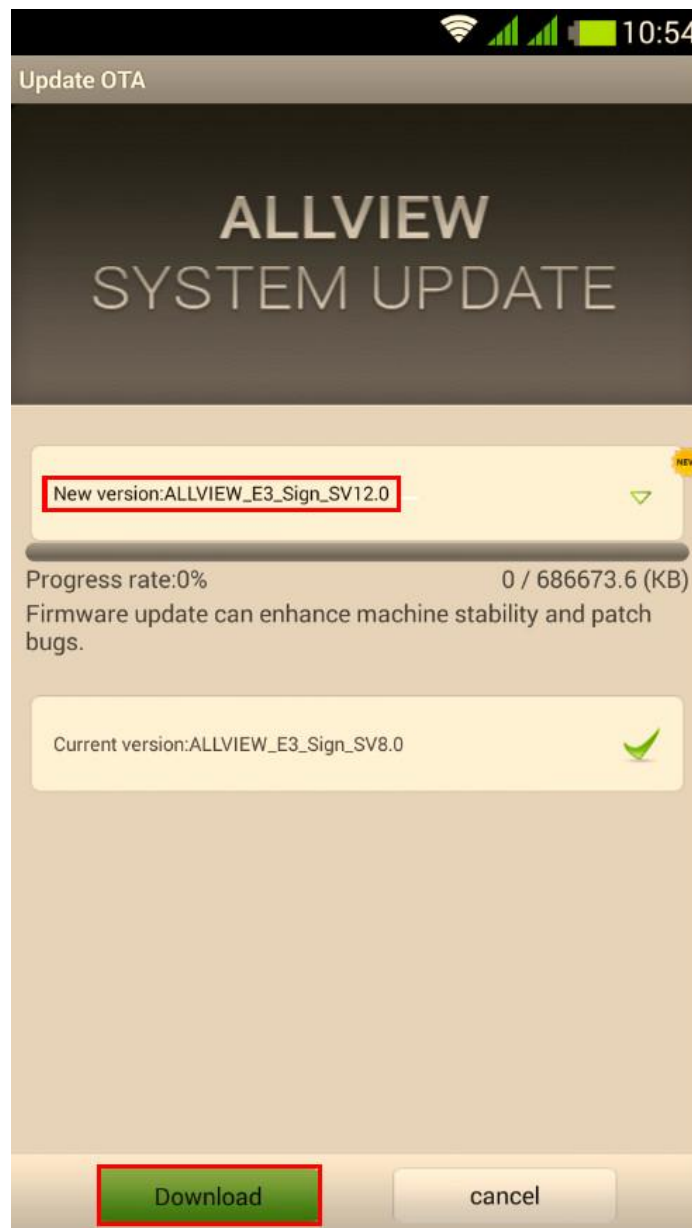 10:54
Update OTA
ALLVIEW
SYSTEM UPDATE
NEW
New version:ALLVIEW_E3_Sign_SV12.0
Progress rate:0% 0 / 686673.6 (KB)
Firmware update can enhance machine stability and patch
bugs.
Current version:ALLVIEW_E3_Sign_SV8.0
Download cancel